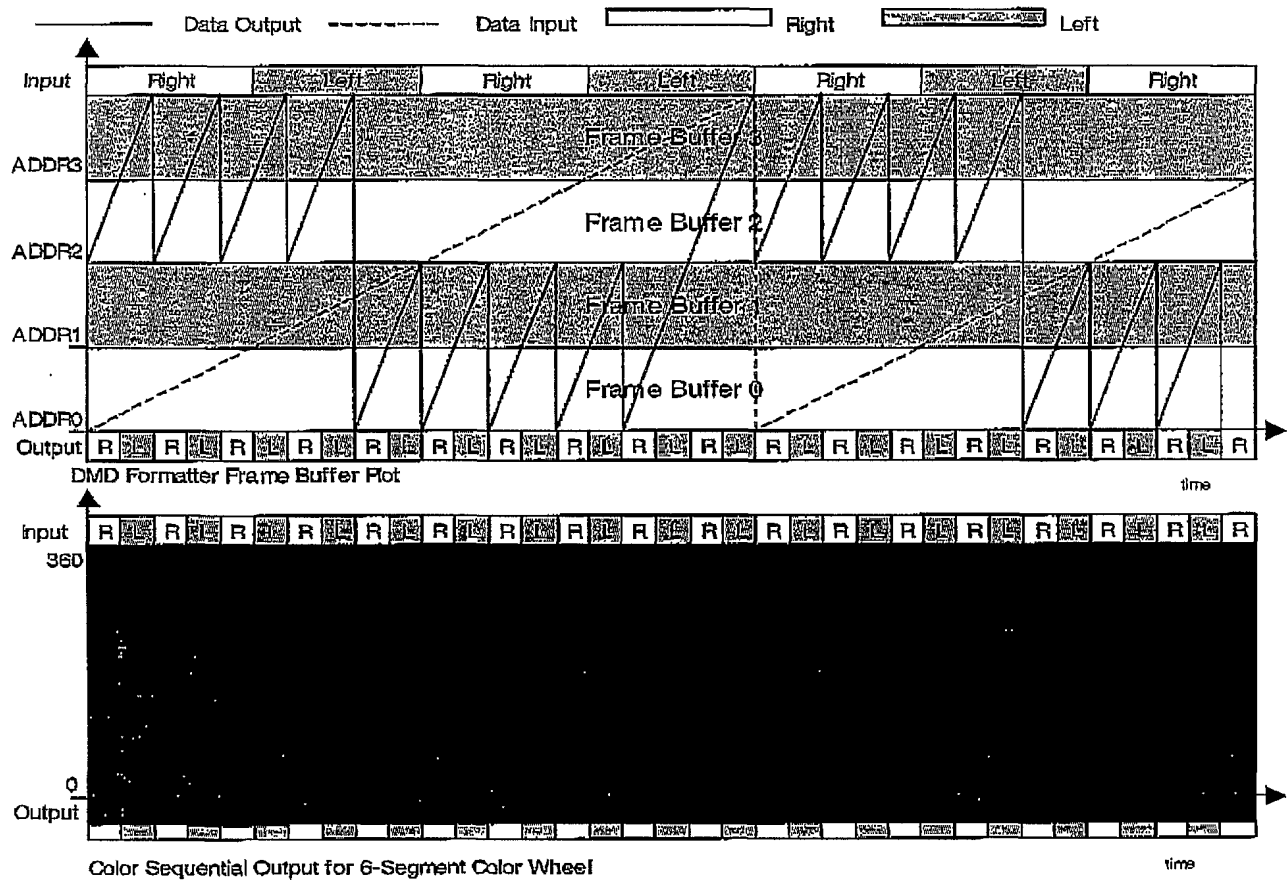 Data Output Data Input Right Left
Input Right Left Right Left Right Left Right
Frame Buffer 3
ADDR3
Frame Buffer 2
ADDR2
Frame Buffer 1
ADDR1
Frame Buffer 0
ADDR0
Output R L R L R L R L R L R L R L R L R L R L R L R L R L R L R L R L R L R
DMD Formatter Frame Buffer Plot
time
Input R L R L R L R L R L R L R L R L R L R L R L R L R L R L R L R L R L R
360
0
Output
Color Sequential Output for 6-Segment Color Wheel
time